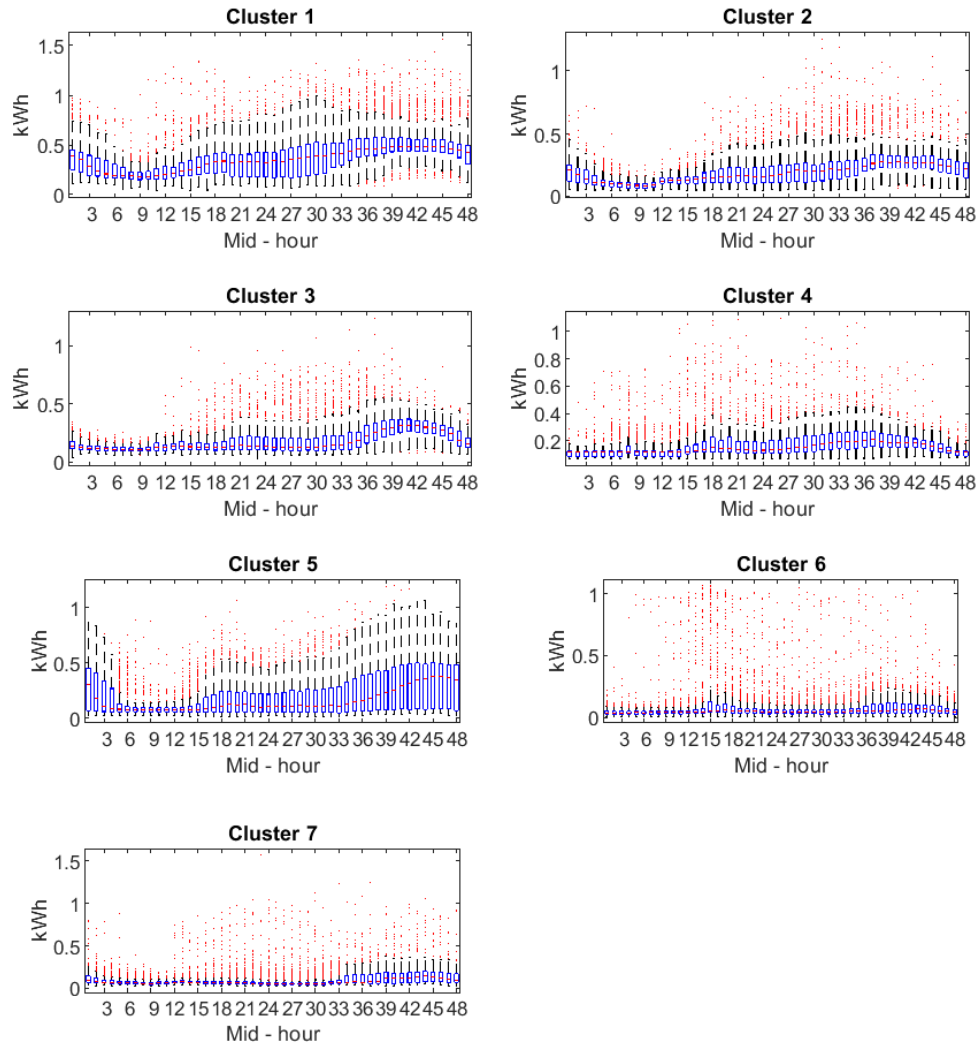 Cluster 1
1.5
1
0.5
0
kWh
3 6 9 12 15 18 21 24 27 30 33 36 39 42 45 48
Mid - hour
Cluster 2
1
0.5
0
kWh
3 6 9 12 15 18 21 24 27 30 33 36 39 42 45 48
Mid - hour
Cluster 3
1
0.5
0
kWh
3 6 9 12 15 18 21 24 27 30 33 36 39 42 45 48
Mid - hour
Cluster 4
1
0.8
0.6
0.4
0.2
kWh
3 6 9 12 15 18 21 24 27 30 33 36 39 42 45 48
Mid - hour
Cluster 5
1
0.5
0
kWh
3 6 9 12 15 18 21 24 27 30 33 36 39 42 45 48
Mid - hour
Cluster 6
1
0.5
0
kWh
3 6 9 12 15 18 21 24 27 30 33 36 39 42 45 48
Mid - hour
Cluster 7
1.5
1
0.5
0
kWh
3 6 9 12 15 18 21 24 27 30 33 36 39 42 45 48
Mid - hour